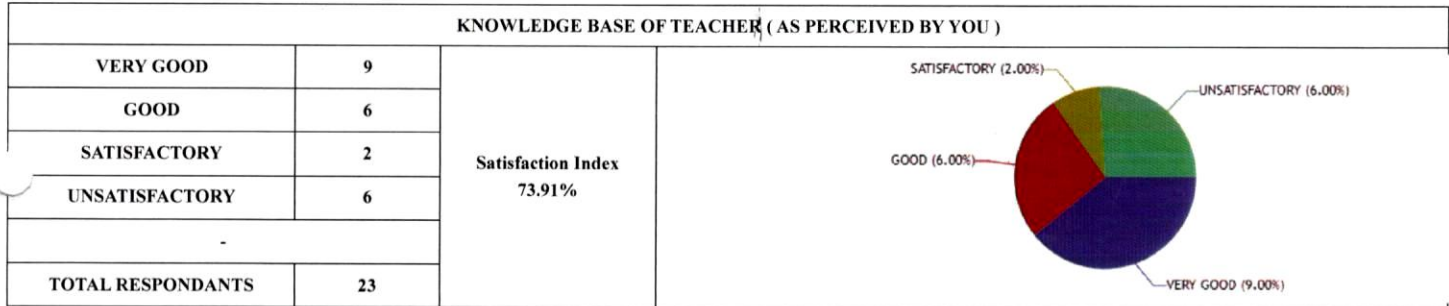 KNOWLEDGE BASE OF TEACHER ( AS PERCEIVED BY YOU )
VERY GOOD 9
GOOD 6
SATISFACTORY 2
UNSATISFACTORY 6
-
TOTAL RESPONDANTS 23
Satisfaction Index
73.91%
SATISFACTORY (2.00%)
UNSATISFACTORY (6.00%)
GOOD (6.00%)
VERY GOOD (9.00%)